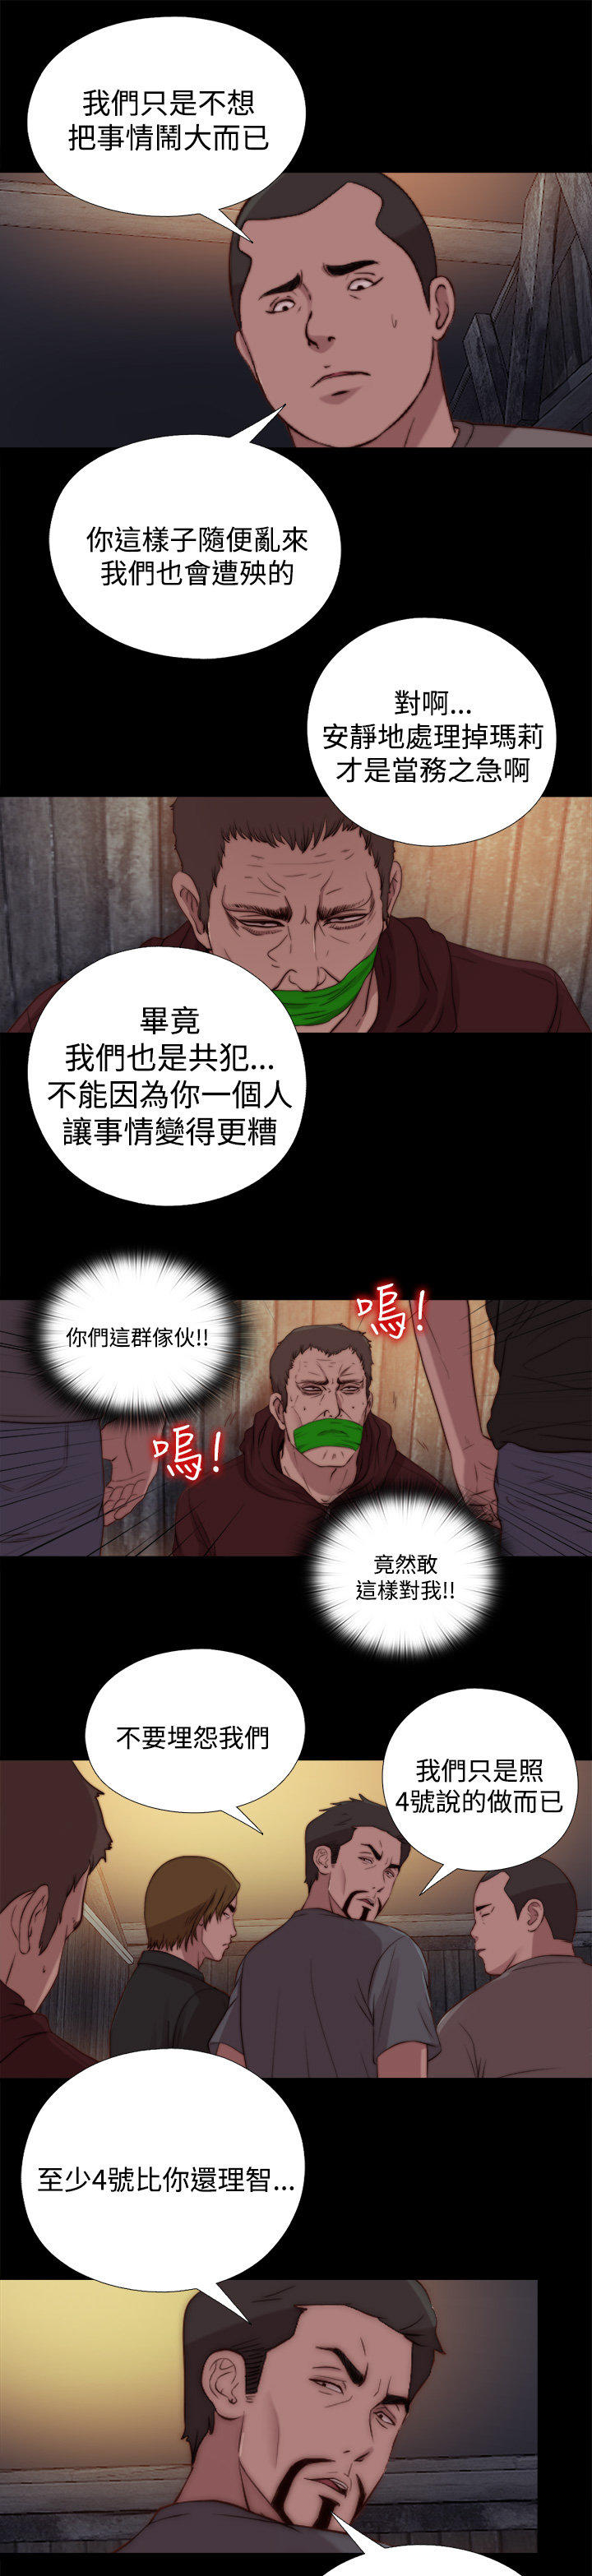 我們只是不想
把事情鬧大而已
你這樣子隨便亂來
我們也會遭殃的
對啊...
安靜地處理掉瑪莉
才是當務之急啊
畢竟
我們也是共犯...
不能因為你一個人
讓事情變得更糟
嗚!
你們這群傢伙!!
嗚!
竟然敢
這樣對我!!
不要埋怨我們
我們只是照
4號說的做而已
至少4號比你還理智...